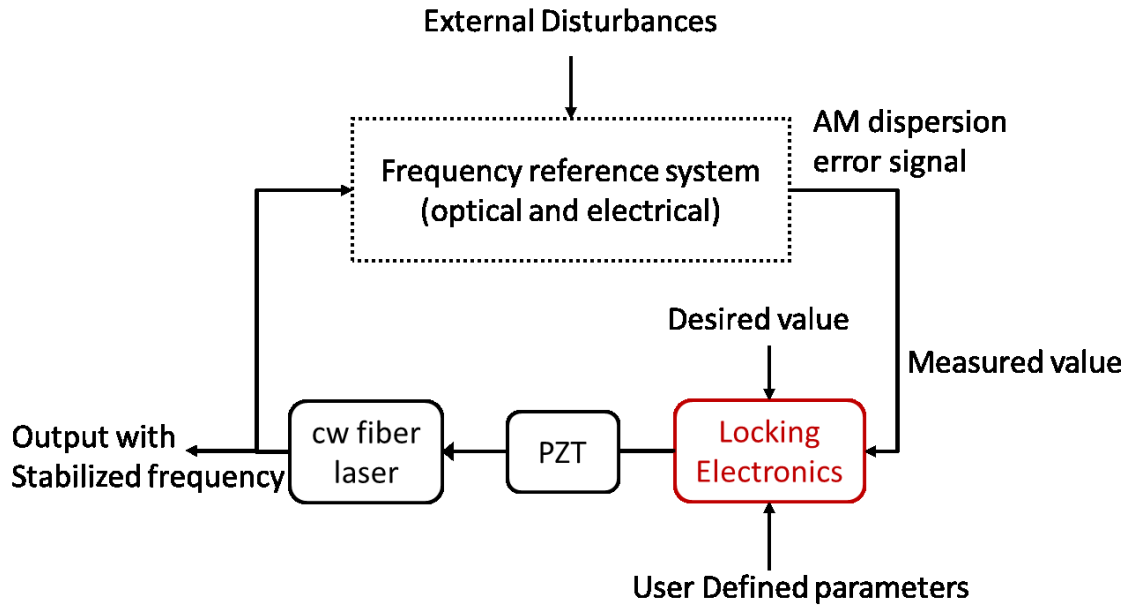 External Disturbances
AM dispersion
error signal
Frequency reference system
(optical and electrical)
Desired value
Measured value
Output with
Stabilized frequency
cw fiber
laser
PZT
Locking
Electronics
User Defined parameters